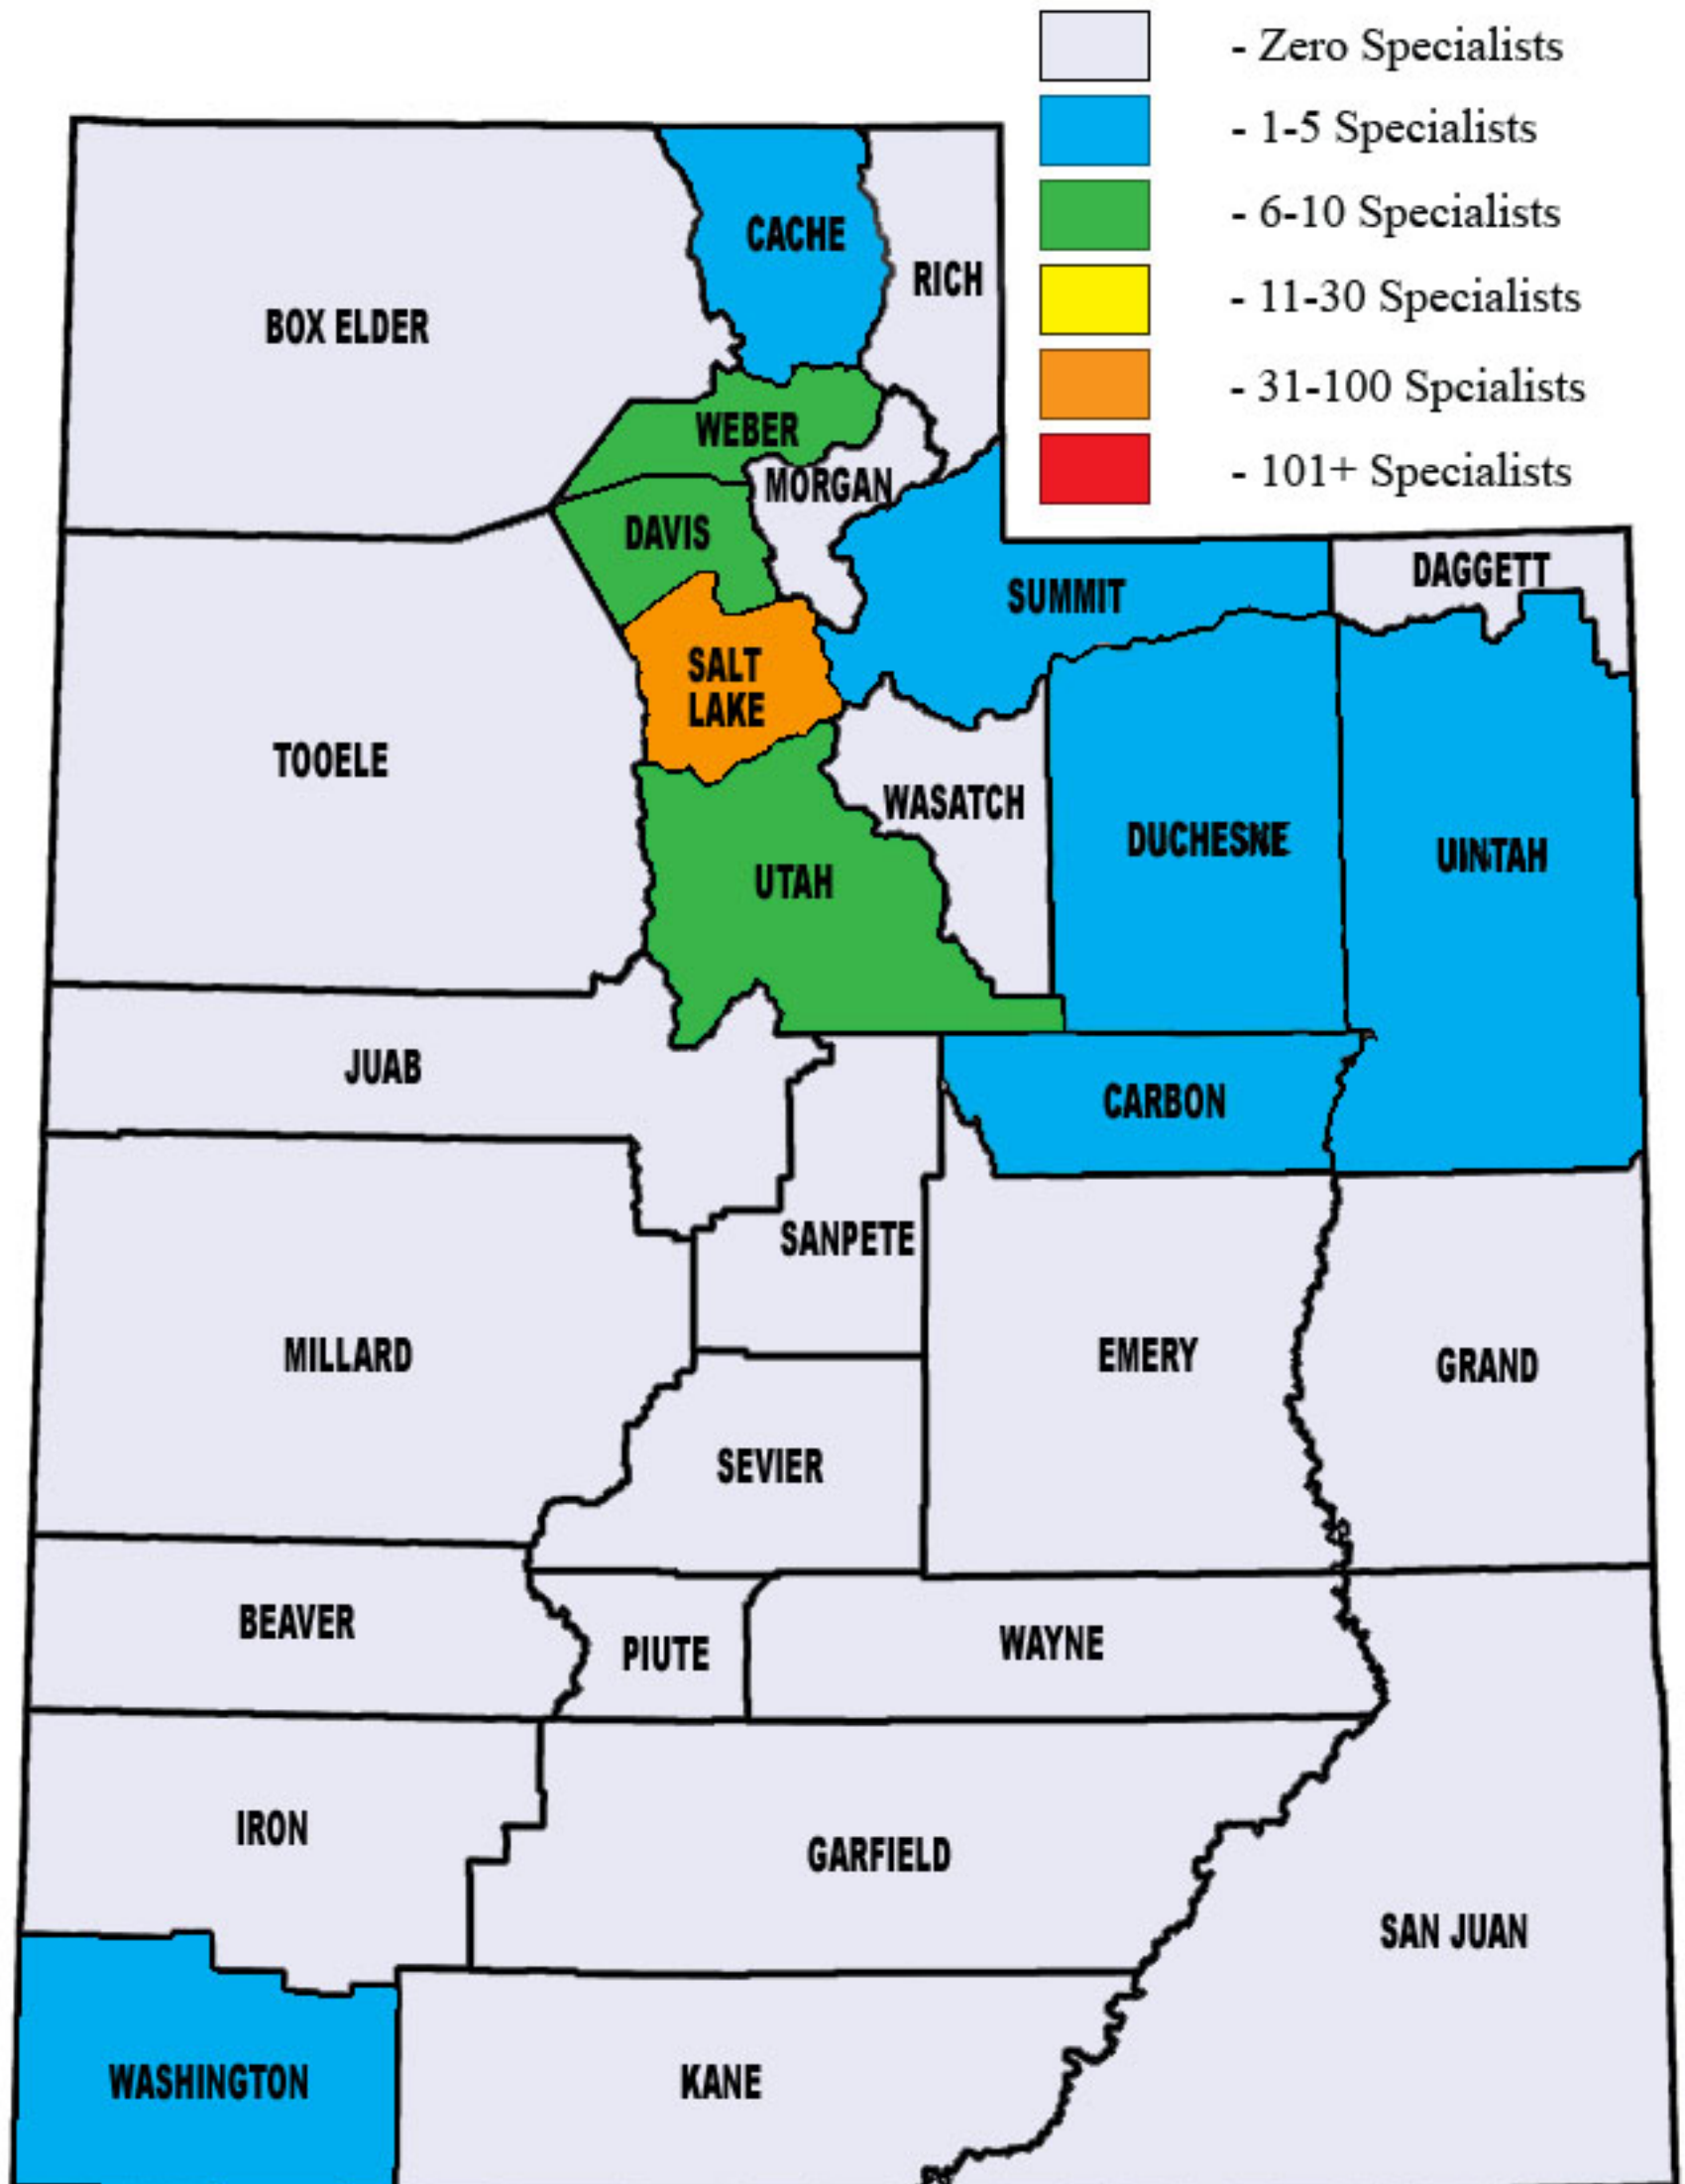 - Zero Specialists
- 1-5 Specialists
- 6-10 Specialists
- 11-30 Specialists
- 31-100 Spcialists
- 101+ Specialists
CACHE
RICH
BOX ELDER
WEBER
MORGAN
DAVIS
DAGGETT
SUMMIT
SALT
LAKE
TOOELE
WASATCH
DUCHESNE
UINTAH
UTAH
JUAB
CARBON
SANPETE
MILLARD
EMERY
GRAND
SEVIER
BEAVER
PIUTE
WAYNE
IRON
GARFIELD
SAN JUAN
WASHINGTON
KANE